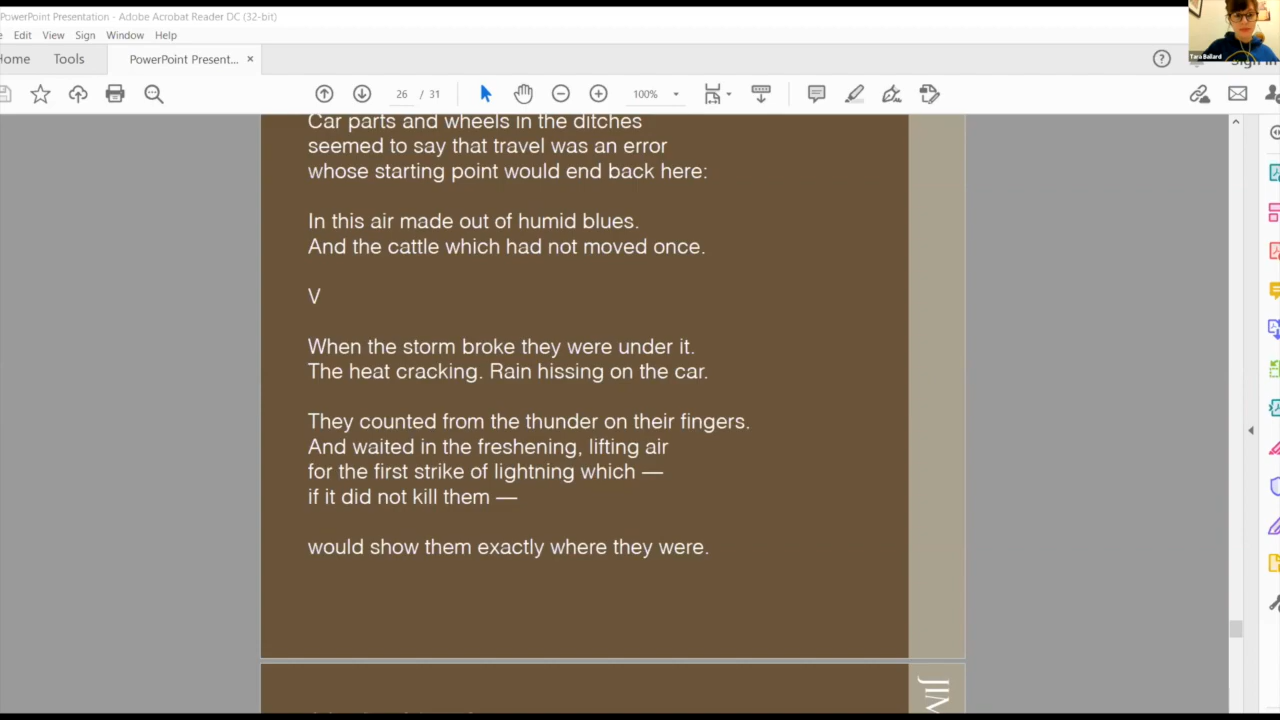 PowerPoint Presentation - Adobe Acrobat Reader DC (32-bit)
Edit View Sign Window Help
Home Tools PowerPoint Present... ×
26 / 31 100%
Tara Ballard
Sign In
Car parts and wheels in the ditches
seemed to say that travel was an error
whose starting point would end back here:
In this air made out of humid blues.
And the cattle which had not moved once.
V
When the storm broke they were under it.
The heat cracking. Rain hissing on the car.
They counted from the thunder on their fingers.
And waited in the freshening, lifting air
for the first strike of lightning which —
if it did not kill them —
would show them exactly where they were.
JIM